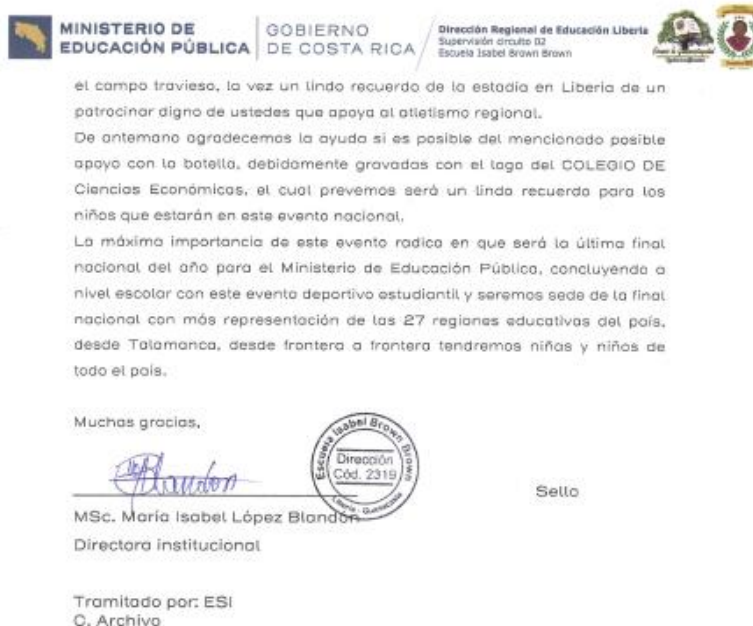 MINISTERIO DE
EDUCACIÓN PÚBLICA
GOBIERNO
DE COSTA RICA
Dirección Regional de Educación Liberia
Supervisión circuito 02
Escuela Isabel Brown Brown
el campo travieso, la vez un lindo recuerdo de la estadía en Liberia de un
patrocinar digno de ustedes que apoya al atletismo regional.
De antemano agradecemos la ayuda si es posible del mencionado posible
apoyo con la botella, debidamente gravadas con el logo del COLEGIO DE
Ciencias Económicas, el cual prevemos será un lindo recuerdo para los
niños que estarán en este evento nacional.
La máxima importancia de este evento radica en que será la última final
nacional del año para el Ministerio de Educación Pública, concluyendo a
nivel escolar con este evento deportivo estudiantil y seremos sede de la final
nacional con más representación de las 27 regiones educativas del país,
desde Talamanca, desde frontera a frontera tendremos niñas y niños de
todo el país.
Muchas gracias,
Escuela Isabel Brown Brown
Dirección
Cód. 2319
Liberia - Guanacaste
Blandon
Sello
MSc. María Isabel López Blandón
Directora institucional
Tramitado por: ESI
C. Archivo